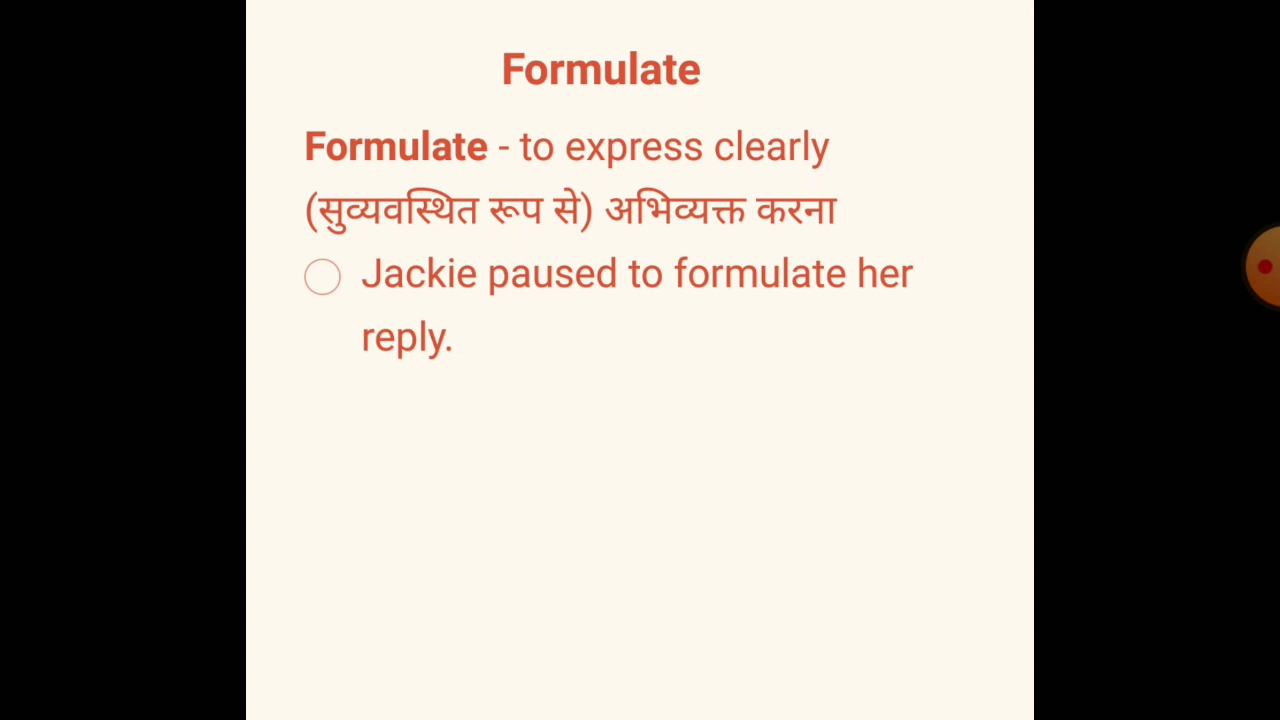 Formulate
Formulate - to express clearly
(सुव्यवस्थित रूप से) अभिव्यक्त करना
Jackie paused to formulate her
reply.